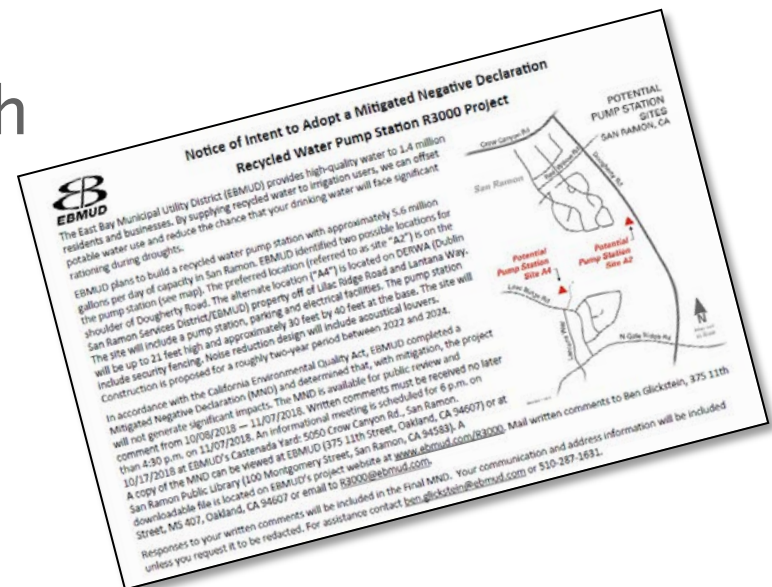 h
Notice of Intent to Adopt a Mitigated Negative Declaration
Recycled Water Pump Station R3000 Project
EBMUD
The East Bay Municipal Utility District (EBMUD) provides high-quality water to 1.4 million
residents and businesses. By supplying recycled water to irrigation users, we can offset
potable water use and reduce the chance that your drinking water will face significant
rationing during droughts.
EBMUD plans to build a recycled water pump station with approximately 5.6 million
gallons per day of capacity in San Ramon. EBMUD identified two possible locations for
the pump station (see map). The preferred location (referred to as site "A2") is on the
shoulder of Dougherty Road. The alternate location ("A4") is located on DERWA (Dublin
San Ramon Services District/EBMUD) property off of Lilac Ridge Road and Lantana Way.
The site will include a pump station, parking and electrical facilities. The pump station
will be up to 21 feet high and approximately 30 feet by 40 feet at the base. The site will
include security fencing. Noise reduction design will include acoustical louvers.
Construction is proposed for a roughly two-year period between 2022 and 2024.
In accordance with the California Environmental Quality Act, EBMUD completed a
Mitigated Negative Declaration (MND) and determined that, with mitigation, the project
will not generate significant impacts. The MND is available for public review and
comment from 10/08/2018 — 11/07/2018. Written comments must be received no later
than 4:30 p.m. on 11/07/2018. An informational meeting is scheduled for 6 p.m. on
10/17/2018 at EBMUD's Castenada Yard: 5050 Crow Canyon Rd., San Ramon.
A copy of the MND can be viewed at EBMUD (375 11th Street, Oakland, CA 94607) or at
San Ramon Public Library (100 Montgomery Street, San Ramon, CA 94583). A
downloadable file is located on EBMUD's project website at www.ebmud.com/R3000. Mail written comments to Ben Glickstein, 375 11th
Street, MS 407, Oakland, CA 94607 or email to R3000@ebmud.com.
Responses to your written comments will be included in the Final MND. Your communication and address information will be included
unless you request it to be redacted. For assistance contact ben.glickstein@ebmud.com or 510-287-1631.
POTENTIAL
PUMP STATION
SITES
SAN RAMON, CA
Crow Canyon Rd
Dougherty Rd
San Ramon
Potential
Pump Station
Site A4
Potential
Pump Station
Site A2
Lilac Ridge Rd
Lantana Way
N Gale Ridge Rd
N